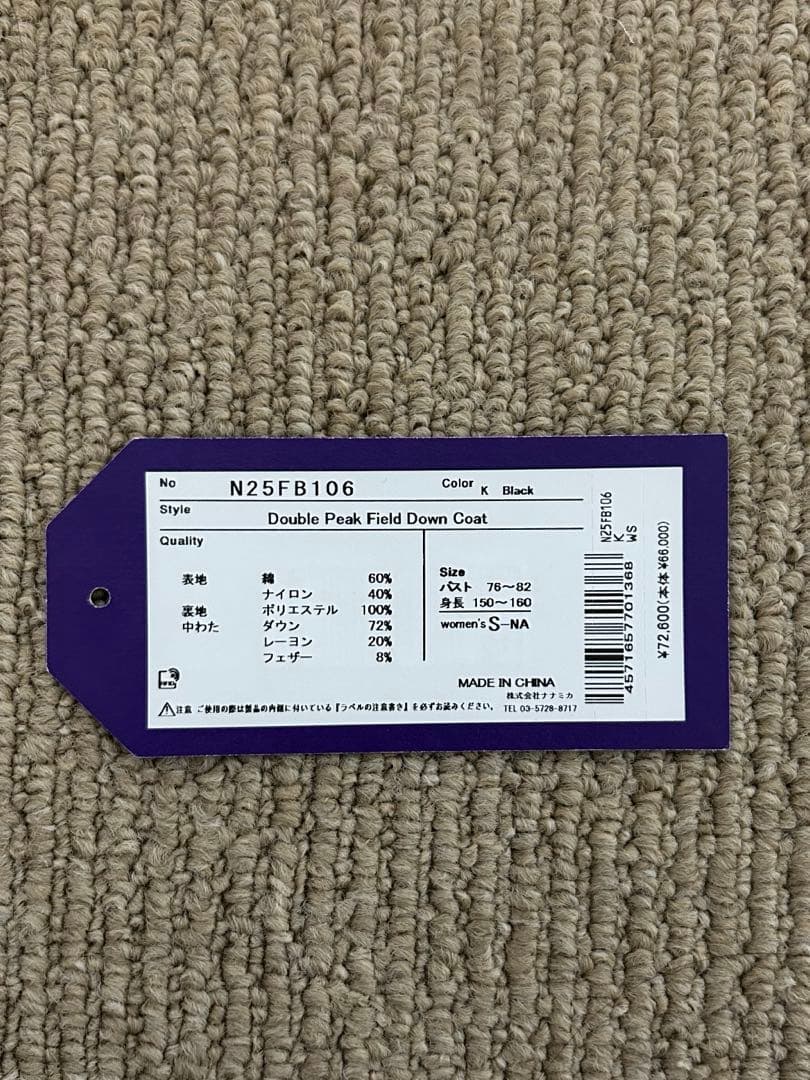 No N25FB106 Color K Black
Style Double Peak Field Down Coat
Quality
表地 綿 60%
ナイロン 40%
裏地 ポリエステル 100%
中わた ダウン 72%
レーヨン 20%
フェザー 8%
Size
バスト 76～82
身長 150～160
women's S-NA
MADE IN CHINA
株式会社ナナミカ
⚠注意 ご使用の際は製品の内側に付いている『ラベルの注意書き』を必ずお読みください。 TEL 03-5728-8717
N25FB106
K
WS
4571657701368
¥72,600(本体 ¥66,000)